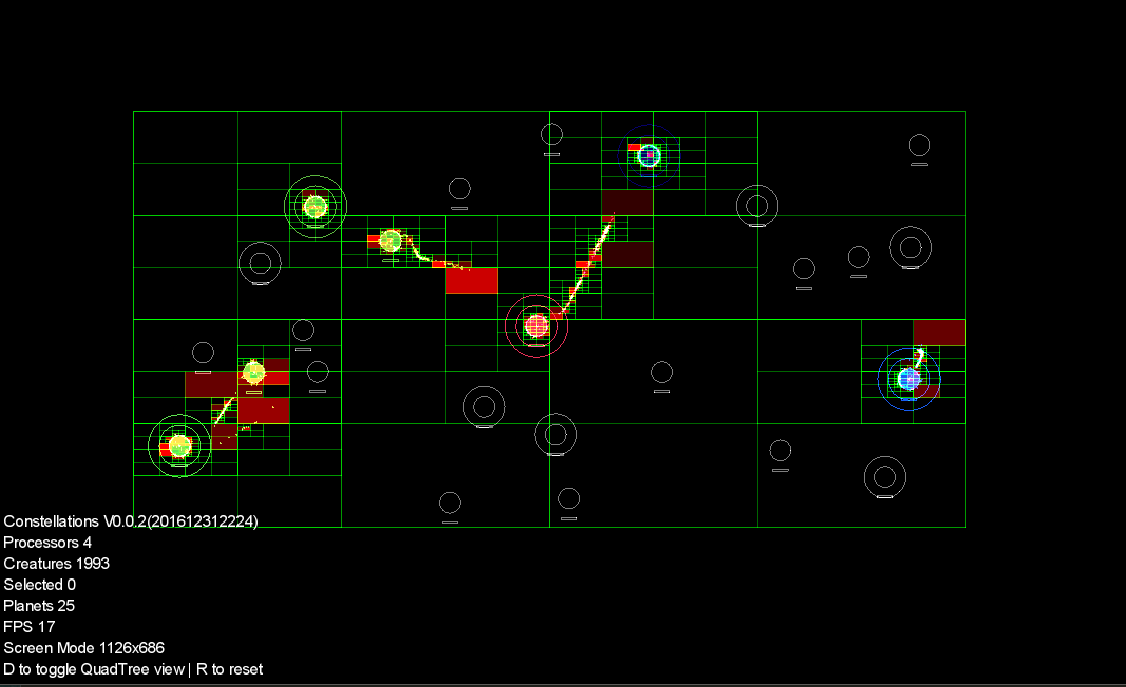 Constellations V0.0.2(201612312224)
Processors 4
Creatures 1993
Selected 0
Planets 25
FPS 17
Screen Mode 1126x686
D to toggle QuadTree view | R to reset